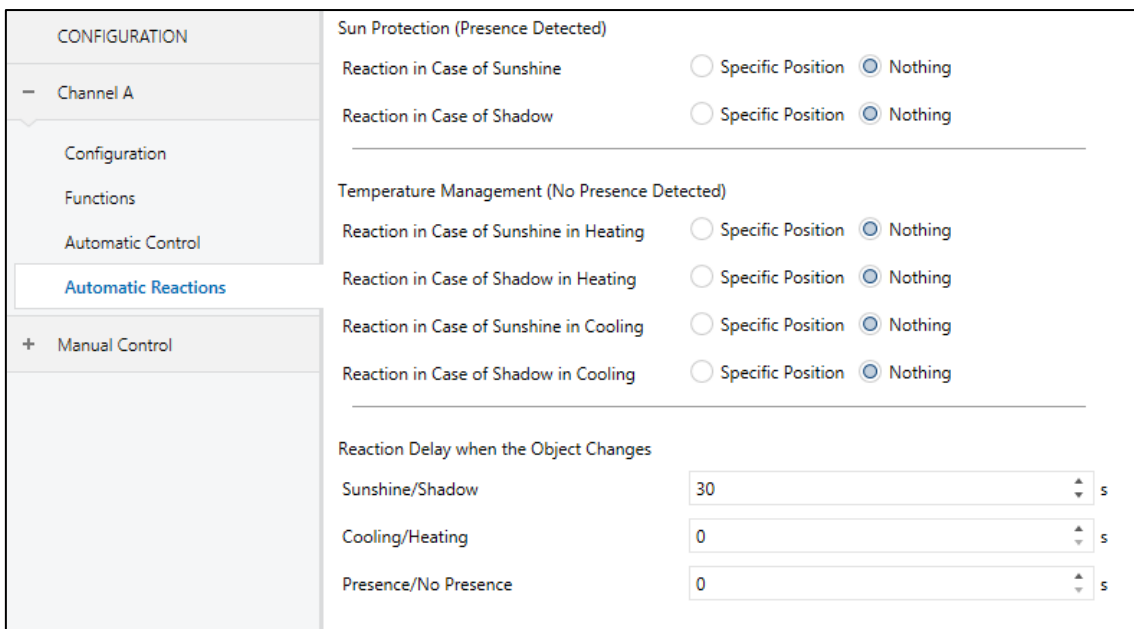 CONFIGURATION
Channel A
Configuration
Functions
Automatic Control
Automatic Reactions
Manual Control
Sun Protection (Presence Detected)
Reaction in Case of Sunshine Specific Position Nothing
Reaction in Case of Shadow Specific Position Nothing
Temperature Management (No Presence Detected)
Reaction in Case of Sunshine in Heating Specific Position Nothing
Reaction in Case of Shadow in Heating Specific Position Nothing
Reaction in Case of Sunshine in Cooling Specific Position Nothing
Reaction in Case of Shadow in Cooling Specific Position Nothing
Reaction Delay when the Object Changes
Sunshine/Shadow 30 s
Cooling/Heating 0 s
Presence/No Presence 0 s